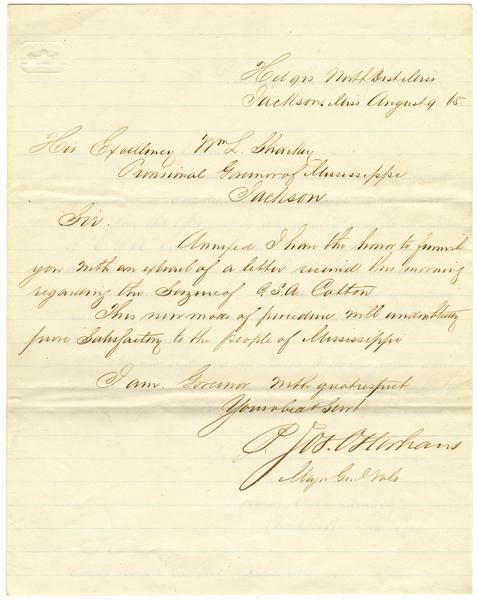 Hd qrs North Dist Miss
Jackson Miss August 9. 65
His Excellency Wm L. Sharkey
Provisional Governor of Mississippi
Jackson
Sir.
Annexed I have the honor to furnish
you with an extract of a letter received this morning
regarding the Seizure of C.S.A. Cotton
This new mode of procedure will undoubtedly
prove Satisfactory to the people of Mississippi
I am Governor with great respect
Your obedt Servt
P. Jos. Osterhaus
Major Genl Vols